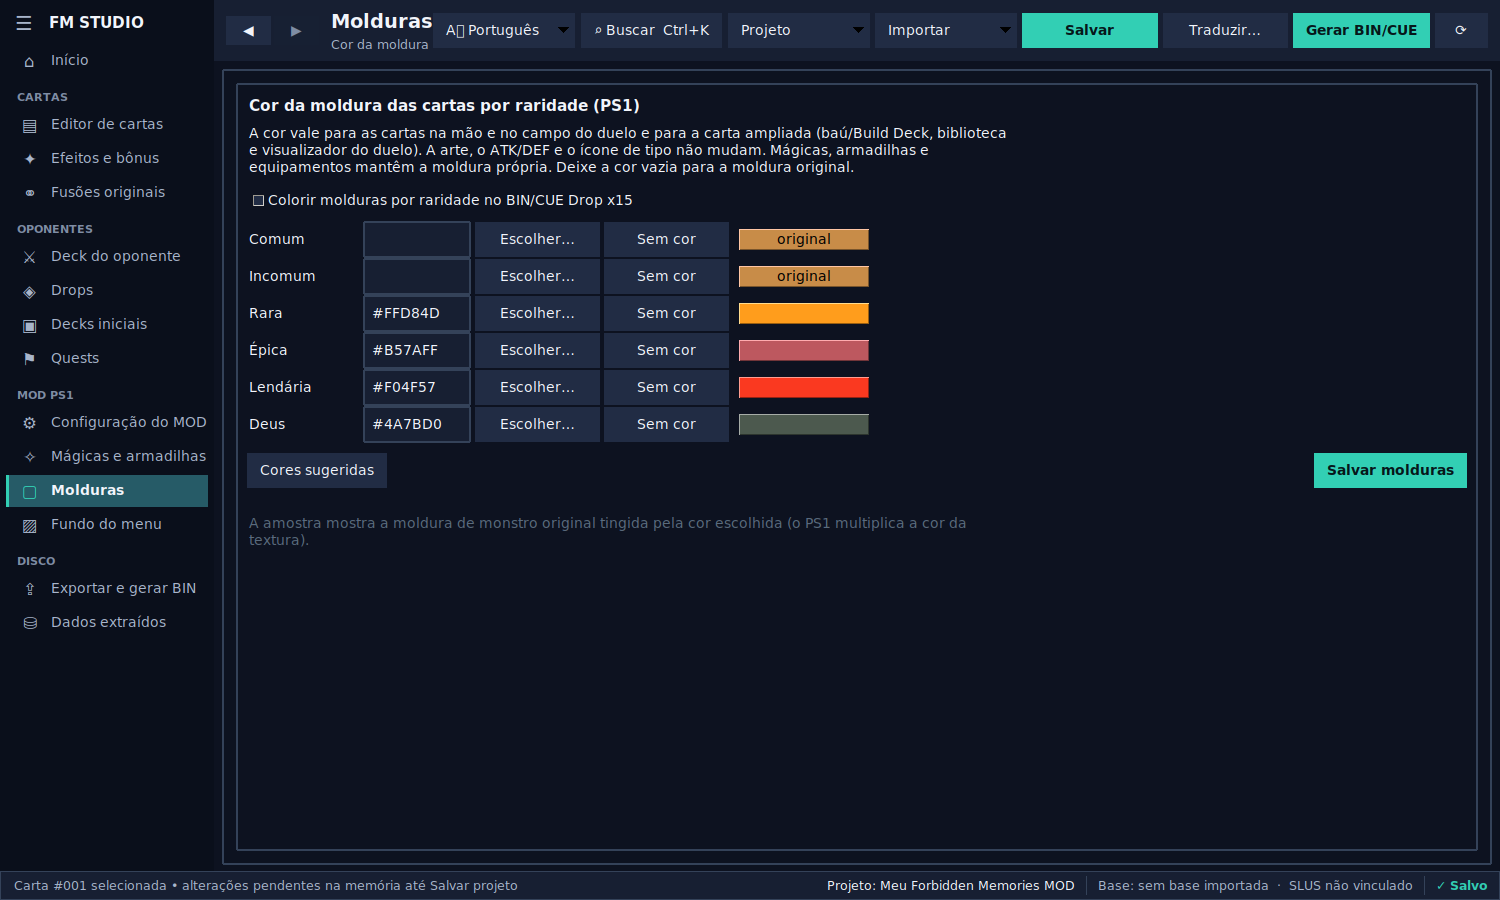 FM STUDIO
Início
CARTAS
Editor de cartas
Efeitos e bônus
Fusões originais
OPONENTES
Deck do oponente
Drops
Decks iniciais
Quests
MOD PS1
Configuração do MOD
Mágicas e armadilhas
Molduras
Fundo do menu
DISCO
Exportar e gerar BIN
Dados extraídos
Molduras
Cor da moldura
Português
Buscar Ctrl+K
Projeto
Importar
Salvar
Traduzir...
Gerar BIN/CUE
Cor da moldura das cartas por raridade (PS1)
A cor vale para as cartas na mão e no campo do duelo e para a carta ampliada (baú/Build Deck, biblioteca
e visualizador do duelo). A arte, o ATK/DEF e o ícone de tipo não mudam. Mágicas, armadilhas e
equipamentos mantêm a moldura própria. Deixe a cor vazia para a moldura original.
Colorir molduras por raridade no BIN/CUE Drop x15
Comum Escolher... Sem cor original
Incomum Escolher... Sem cor original
Rara #FFD84D Escolher... Sem cor
Épica #B57AFF Escolher... Sem cor
Lendária #F04F57 Escolher... Sem cor
Deus #4A7BD0 Escolher... Sem cor
Cores sugeridas
Salvar molduras
A amostra mostra a moldura de monstro original tingida pela cor escolhida (o PS1 multiplica a cor da
textura).
Carta #001 selecionada • alterações pendentes na memória até Salvar projeto
Projeto: Meu Forbidden Memories MOD
Base: sem base importada · SLUS não vinculado
✓ Salvo